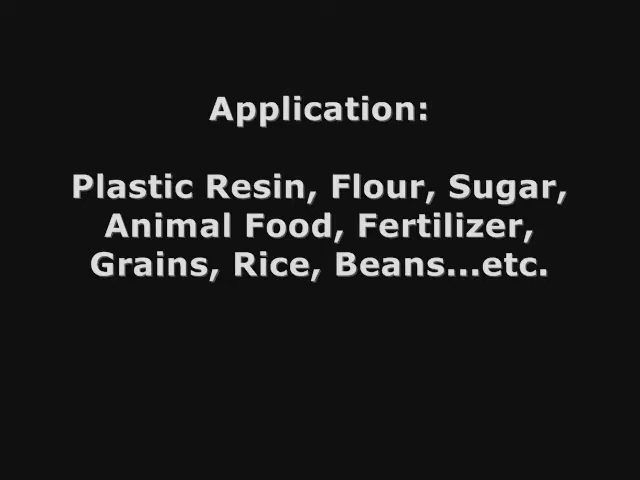 Application:
Plastic Resin, Flour, Sugar,
Animal Food, Fertilizer,
Grains, Rice, Beans...etc.